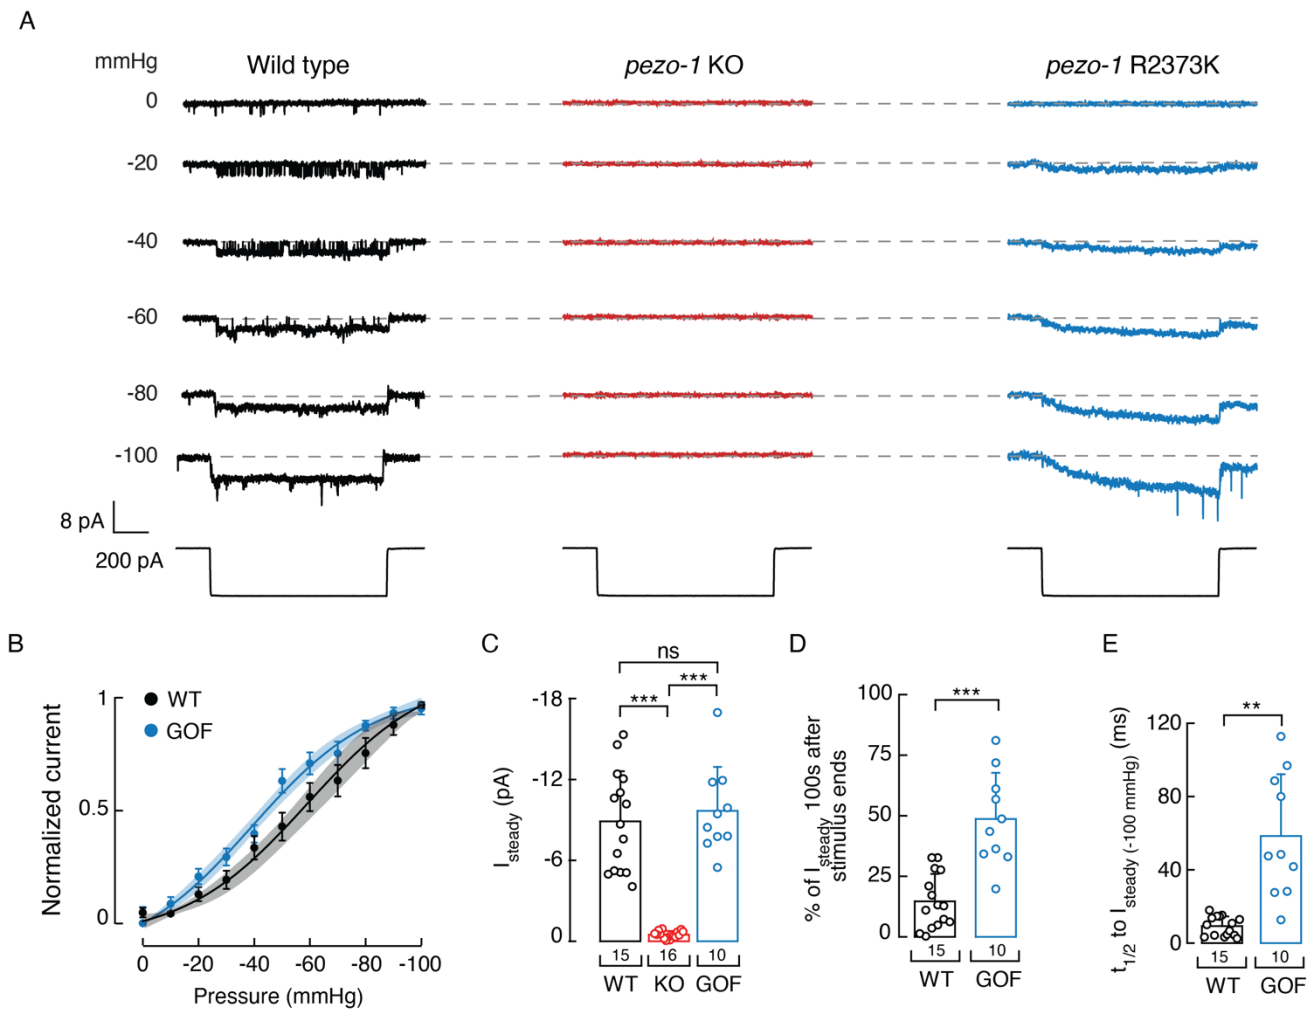 A
mmHg
Wild type
pezo-1 KO
pezo-1 R2373K
0
-20
-40
-60
-80
-100
8 pA
200 pA
B
WT
GOF
Normalized current
1
0.5
0
0
-20
-40
-60
-80
-100
Pressure (mmHg)
C
ns
***
***
Isteady (pA)
-18
-12
-6
0
15
16
10
WT
KO
GOF
D
***
% of Isteady 100s after
stimulus ends
100
75
50
25
0
15
10
WT
GOF
E
**
t1/2 to Isteady (-100 mmHg) (ms)
120
80
40
0
15
10
WT
GOF